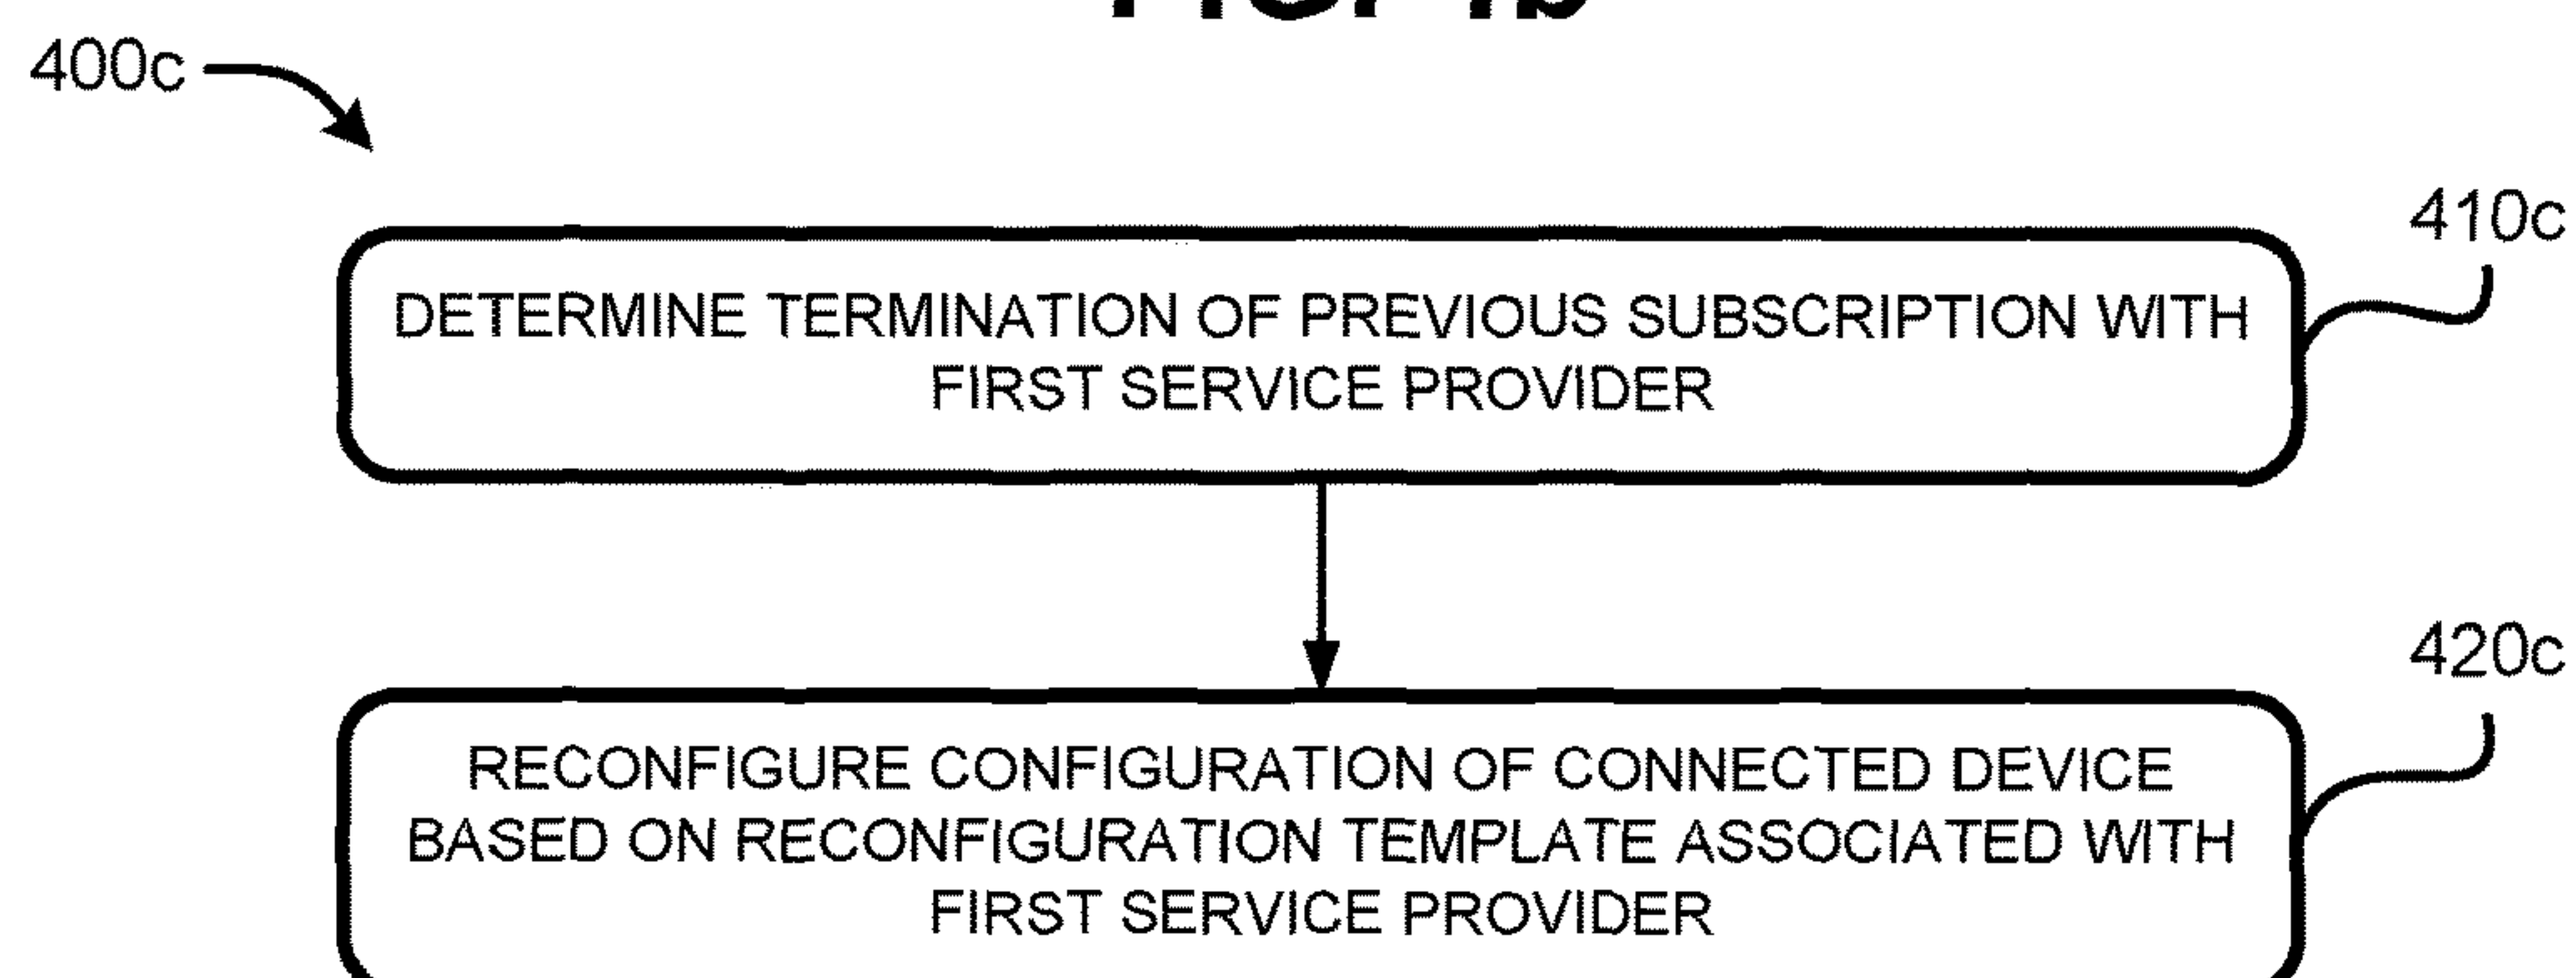 400c
410c
DETERMINE TERMINATION OF PREVIOUS SUBSCRIPTION WITH
FIRST SERVICE PROVIDER
420c
RECONFIGURE CONFIGURATION OF CONNECTED DEVICE
BASED ON RECONFIGURATION TEMPLATE ASSOCIATED WITH
FIRST SERVICE PROVIDER